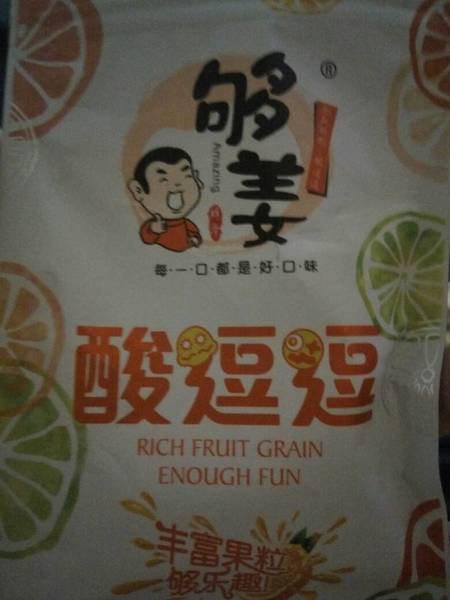 够姜
®
Amazing
每·一·口·都·是·好·口·味
酸逗逗
RICH FRUIT GRAIN
ENOUGH FUN
丰富果粒
够乐趣!